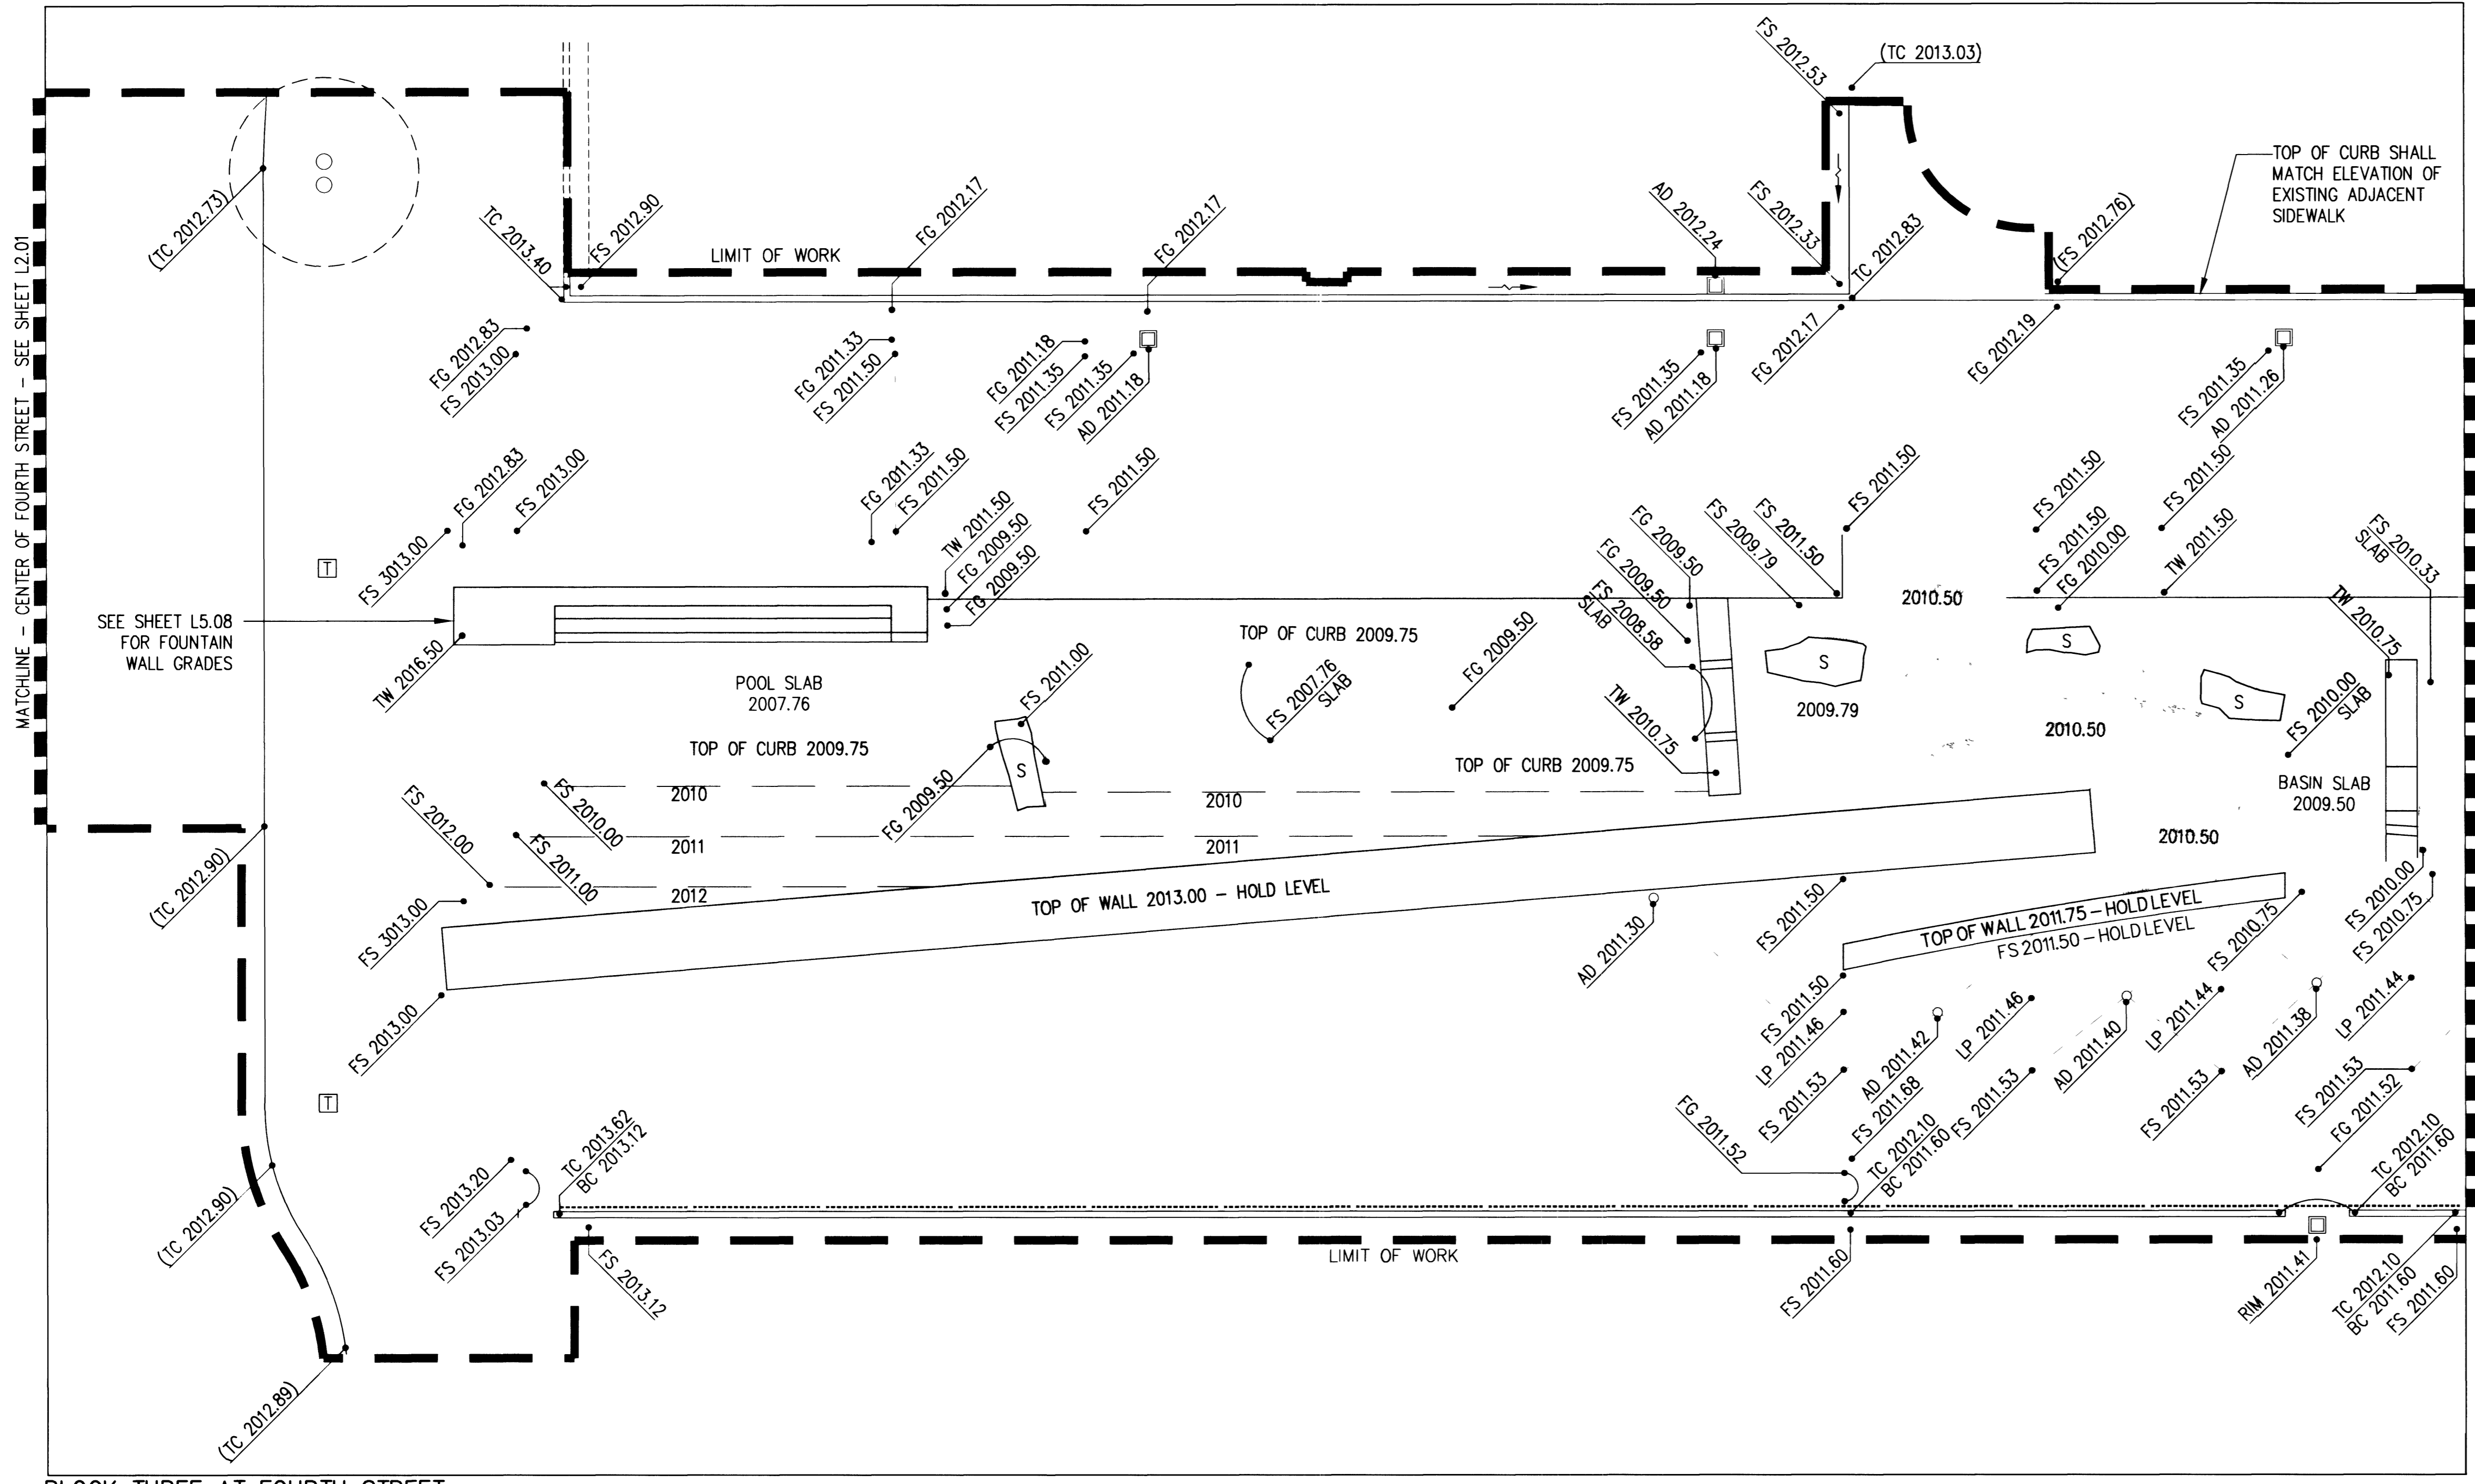 FS 2012.53
(TC 2013.03)
TOP OF CURB SHALL
MATCH ELEVATION OF
EXISTING ADJACENT
SIDEWALK
(TC 2012.73)
TC 2013.40
FS 2012.90
LIMIT OF WORK
FG 2012.17
FG 2012.17
AD 2012.24
FS 2012.33
TC 2012.83
(FS 2012.76)
MATCHLINE - CENTER OF FOURTH STREET - SEE SHEET L2.01
FG 2012.83
FS 2013.00
FG 2011.33
FS 2011.50
FG 2011.18
FS 2011.35
FS 2011.35
AD 2011.18
FS 2011.35
AD 2011.18
FG 2012.17
FG 2012.19
FS 2011.35
AD 2011.26
FS 3013.00
FG 2012.83
FS 2013.00
FG 2011.33
FS 2011.50
TW 2011.50
FG 2009.50
FG 2009.50
FS 2011.50
FG 2009.50
FG 2009.50
FS 2008.58
SLAB
FS 2009.79
FS 2011.50
FS 2011.50
2010.50
FS 2011.50
FS 2011.50
FG 2010.00
FS 2011.50
TW 2011.50
FS 2010.33
SLAB
TW 2010.75
T
SEE SHEET L5.08
FOR FOUNTAIN
WALL GRADES
TW 2016.50
POOL SLAB
2007.76
TOP OF CURB 2009.75
FS 2011.00
S
FG 2009.50
TOP OF CURB 2009.75
FS 2007.76
SLAB
FG 2009.50
TW 2010.75
TOP OF CURB 2009.75
S
2009.79
S
2010.50
S
FS 2010.00
SLAB
BASIN SLAB
2009.50
2010.50
FS 2010.00
2010
2010
FS 2011.00
2011
2011
FS 2012.00
2012
(TC 2012.90)
FS 3013.00
TOP OF WALL 2013.00 - HOLD LEVEL
FS 2013.00
AD 2011.30
FS 2011.50
TOP OF WALL 2011.75 - HOLD LEVEL
FS 2011.50 - HOLD LEVEL
FS 2010.75
FS 2010.00
FS 2010.75
FS 2011.50
LP 2011.46
AD 2011.42
LP 2011.46
AD 2011.40
LP 2011.44
AD 2011.38
LP 2011.44
T
FS 2011.53
FS 2011.68
FS 2011.53
FS 2011.53
FS 2011.53
FG 2011.52
FG 2011.52
TC 2012.10
BC 2011.60
TC 2012.10
BC 2011.60
(TC 2012.90)
FS 2013.20
FS 2013.03
TC 2013.62
BC 2013.12
FS 2013.12
LIMIT OF WORK
FS 2011.60
RIM 2011.41
TC 2012.10
BC 2011.60
FS 2011.60
(TC 2012.89)
BLOCK THREE AT FOURTH STREET